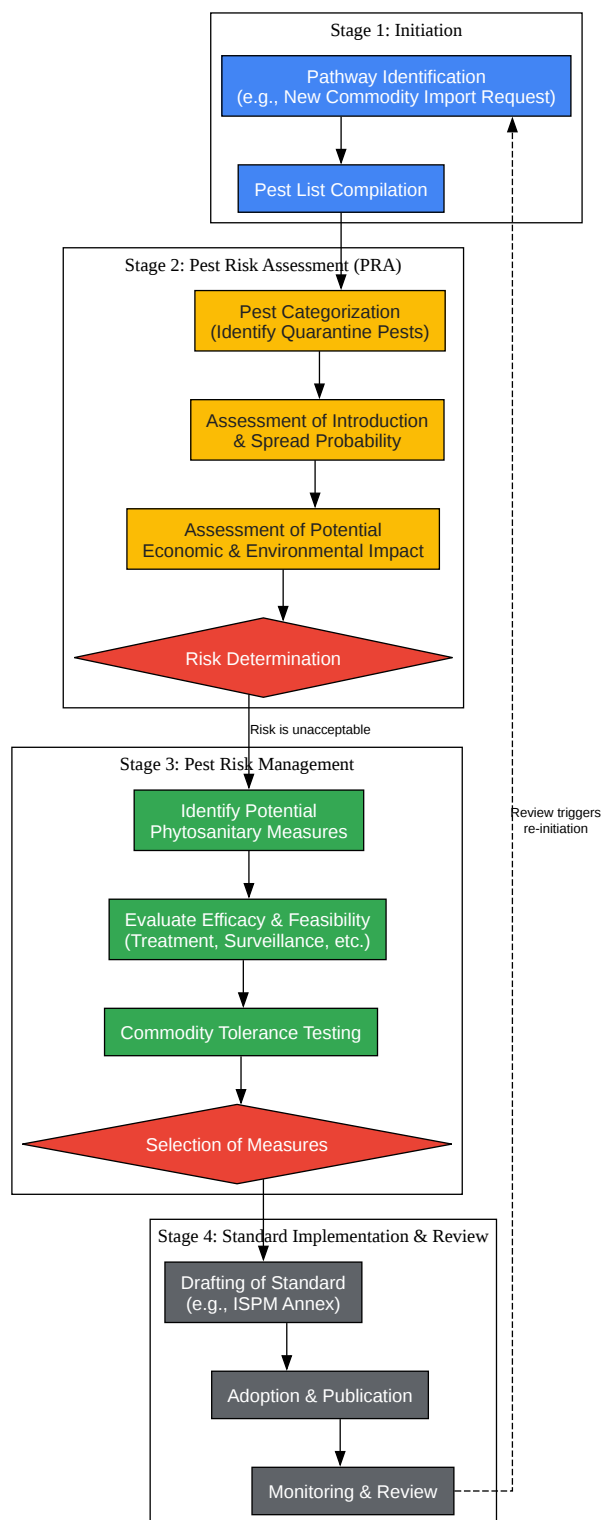 Stage 1: Initiation
Pathway Identification
(e.g., New Commodity Import Request)
Pest List Compilation
Stage 2: Pest Risk Assessment (PRA)
Pest Categorization
(Identify Quarantine Pests)
Assessment of Introduction
& Spread Probability
Assessment of Potential
Economic & Environmental Impact
Risk Determination
Risk is unacceptable
Stage 3: Pest Risk Management
Identify Potential
Phytosanitary Measures
Review triggers
re-initiation
Evaluate Efficacy & Feasibility
(Treatment, Surveillance, etc.)
Commodity Tolerance Testing
Selection of Measures
Stage 4: Standard Implementation & Review
Drafting of Standard
(e.g., ISPM Annex)
Adoption & Publication
Monitoring & Review